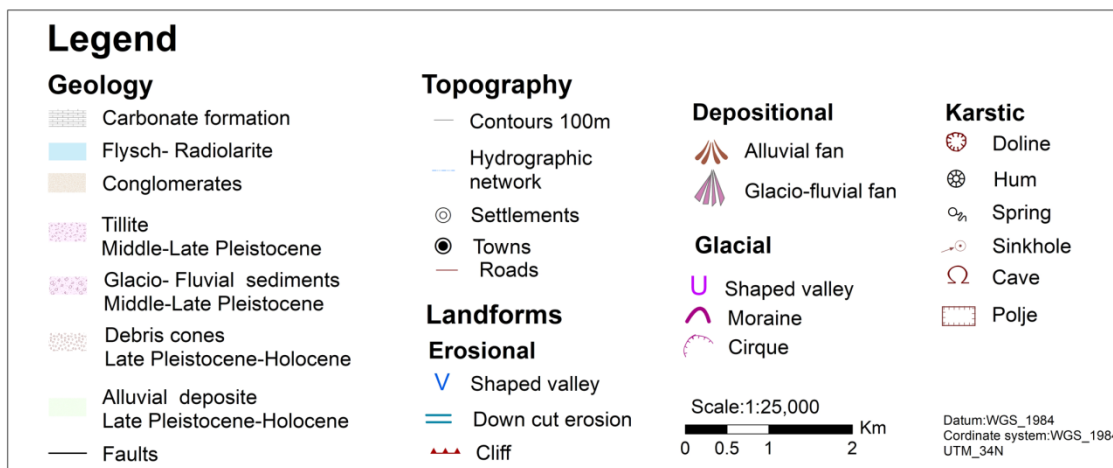 Legend
Geology
Carbonate formation
Flysch- Radiolarite
Conglomerates
Tillite
Middle-Late Pleistocene
Glacio- Fluvial sediments
Middle-Late Pleistocene
Debris cones
Late Pleistocene-Holocene
Alluvial deposite
Late Pleistocene-Holocene
Faults
Topography
Contours 100m
Hydrographic
network
Settlements
Towns
Roads
Landforms
Erosional
V Shaped valley
Down cut erosion
Cliff
Depositional
Alluvial fan
Glacio-fluvial fan
Glacial
U Shaped valley
Moraine
Cirque
Scale:1:25,000
Km
0 0.5 1 2
Karstic
Doline
Hum
Spring
Sinkhole
Cave
Polje
Datum:WGS_1984
Cordinate system:WGS_198
UTM_34N